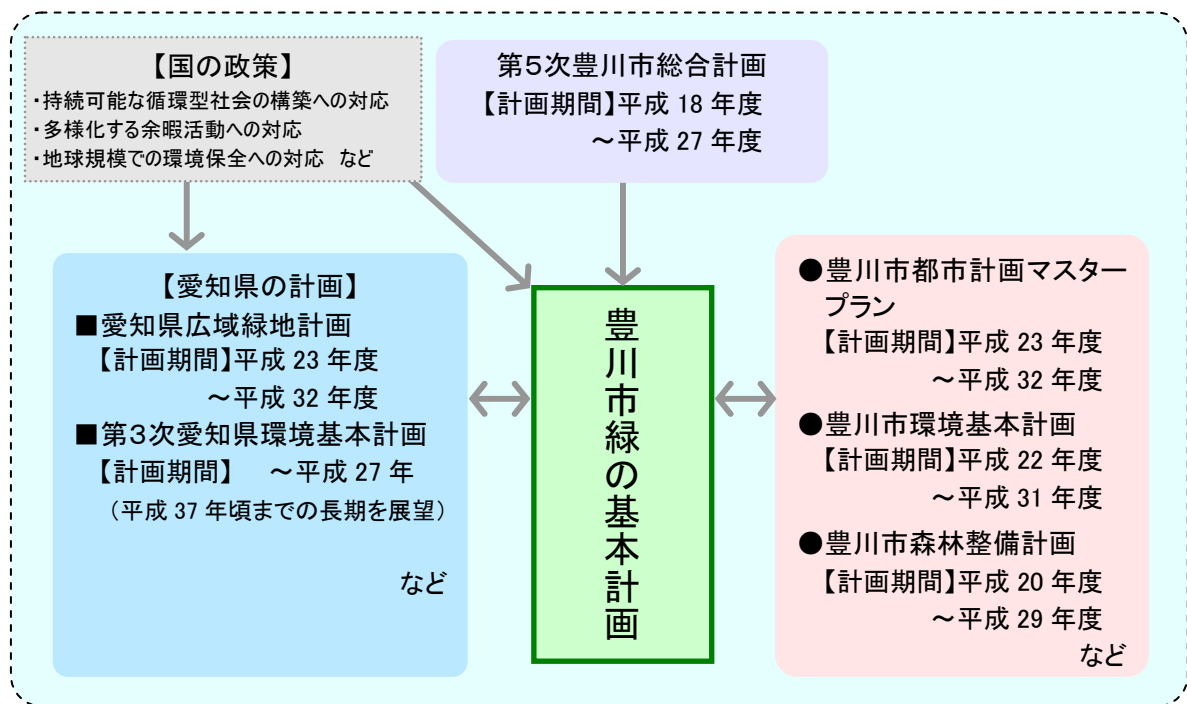 【国の政策】
・持続可能な循環型社会の構築への対応
・多様化する余暇活動への対応
・地球規模での環境保全への対応 など
第5次豊川市総合計画
【計画期間】平成 18 年度
～平成 27 年度
【愛知県の計画】
■愛知県広域緑地計画
【計画期間】平成 23 年度
～平成 32 年度
■第3次愛知県環境基本計画
【計画期間】 ～平成 27 年
（平成 37 年頃までの長期を展望）
など
豊川市緑の基本計画
●豊川市都市計画マスター
プラン
【計画期間】平成 23 年度
～平成 32 年度
●豊川市環境基本計画
【計画期間】平成 22 年度
～平成 31 年度
●豊川市森林整備計画
【計画期間】平成 20 年度
～平成 29 年度
など